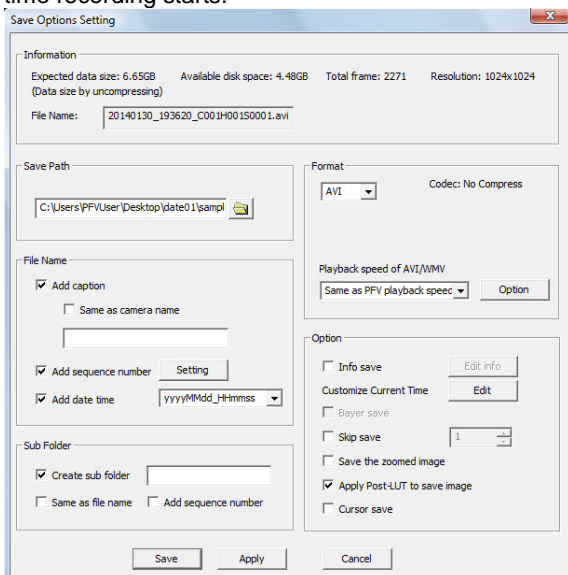 time recording starts.
Save Options Setting
Information
Expected data size: 6.65GB Available disk space: 4.48GB Total frame: 2271 Resolution: 1024x1024
(Data size by uncompressing)
File Name: 20140130_193620_C001H001S0001.avi
Save Path
C:\Users\PFVUser\Desktop\date01\sampl
Format
AVI Codec: No Compress
Playback speed of AVI/WMV
Same as PFV playback speed Option
File Name
Add caption
Same as camera name
Add sequence number Setting
Add date time yyyyMMdd_HHmmss
Sub Folder
Create sub folder
Same as file name Add sequence number
Option
Info save Edit info
Customize Current Time Edit
Bayer save
Skip save 1
Save the zoomed image
Apply Post-LUT to save image
Cursor save
Save Apply Cancel